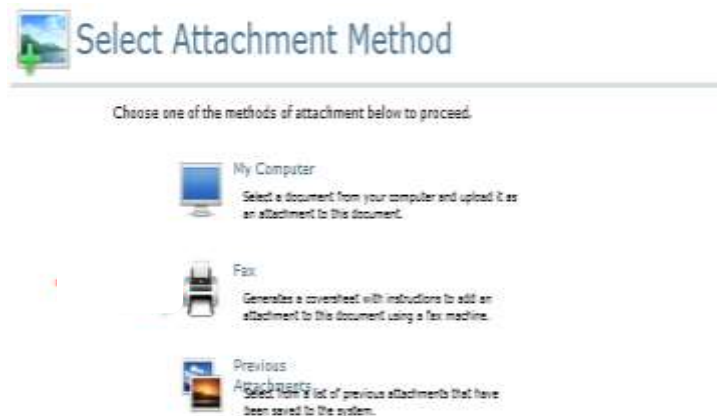 Select Attachment Method
Choose one of the methods of attachment below to proceed.
My Computer
Select a document from your computer and upload it as
an attachment to this document.
Fax
Generates a coversheet with instructions to add an
attachment to this document using a fax machine.
Previous
Attachments
Select from a list of previous attachments that have
been saved to the system.